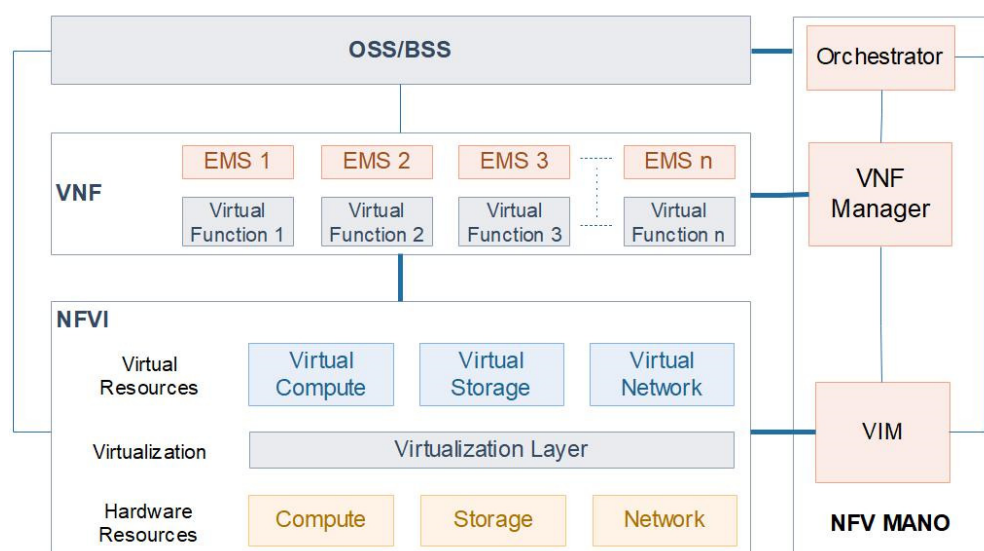 OSS/BSS
Orchestrator
VNF
EMS 1
EMS 2
EMS 3
EMS n
Virtual
Function 1
Virtual
Function 2
Virtual
Function 3
Virtual
Function n
VNF
Manager
NFVI
Virtual
Resources
Virtual
Compute
Virtual
Storage
Virtual
Network
VIM
Virtualization
Virtualization Layer
Hardware
Resources
Compute
Storage
Network
NFV MANO